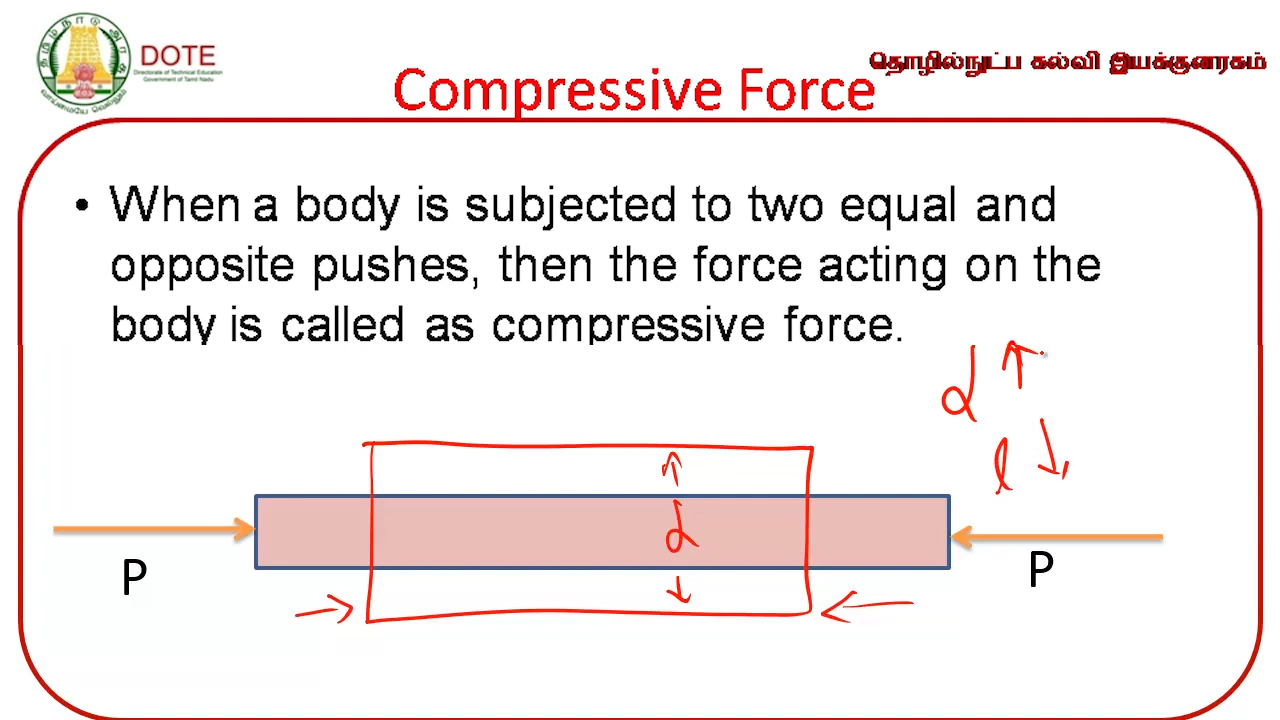 DOTE
Directorate of Technical Education
Government of Tamil Nadu
தொழில்நுட்ப கல்வி இயக்குனரகம்
Compressive Force
• When a body is subjected to two equal and
opposite pushes, then the force acting on the
body is called as compressive force.
d ↑
l ↓
d
P
P